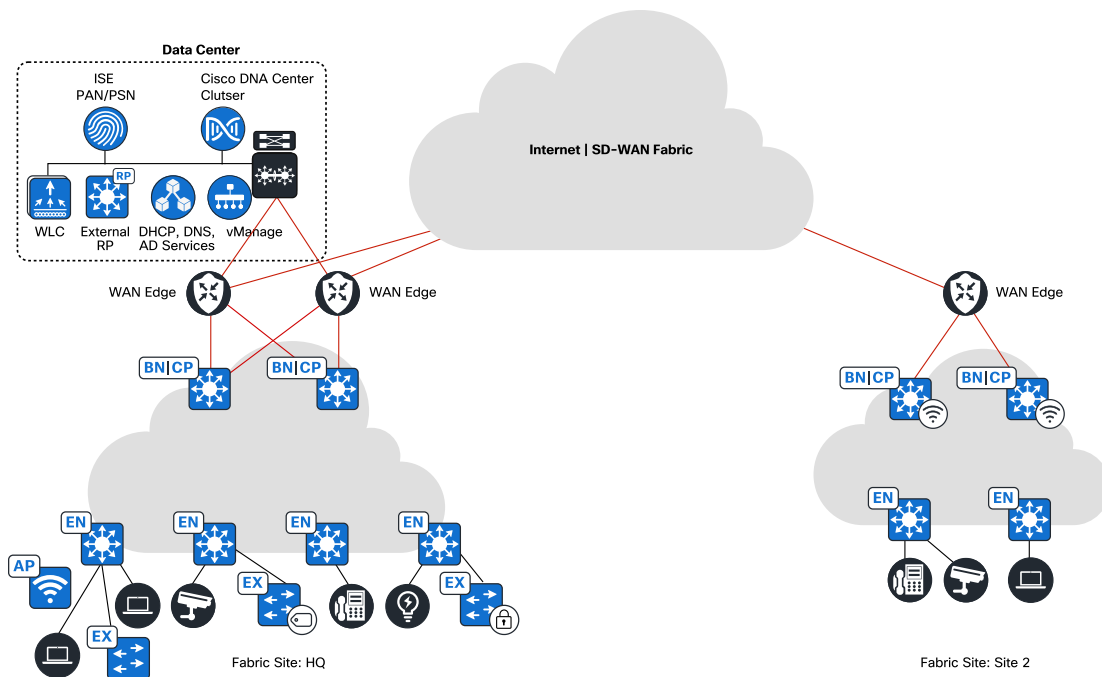 Data Center
ISE
PAN/PSN
Cisco DNA Center
Clutser
RP
WLC
External
RP
DHCP, DNS,
AD Services
vManage
Internet | SD-WAN Fabric
WAN Edge
WAN Edge
WAN Edge
BN|CP
BN|CP
BN|CP
BN|CP
EN
EN
EN
EN
EN
EN
AP
EX
EX
EX
Fabric Site: HQ
Fabric Site: Site 2